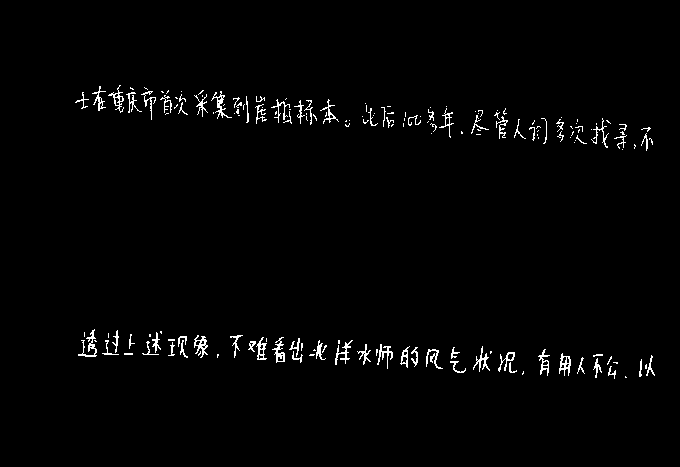 士在重庆市首次采集到崖柏标本。此后100多年,尽管人们多次找寻,不
透过上述现象,不难看出北洋水师的风气状况,有用人不公、以